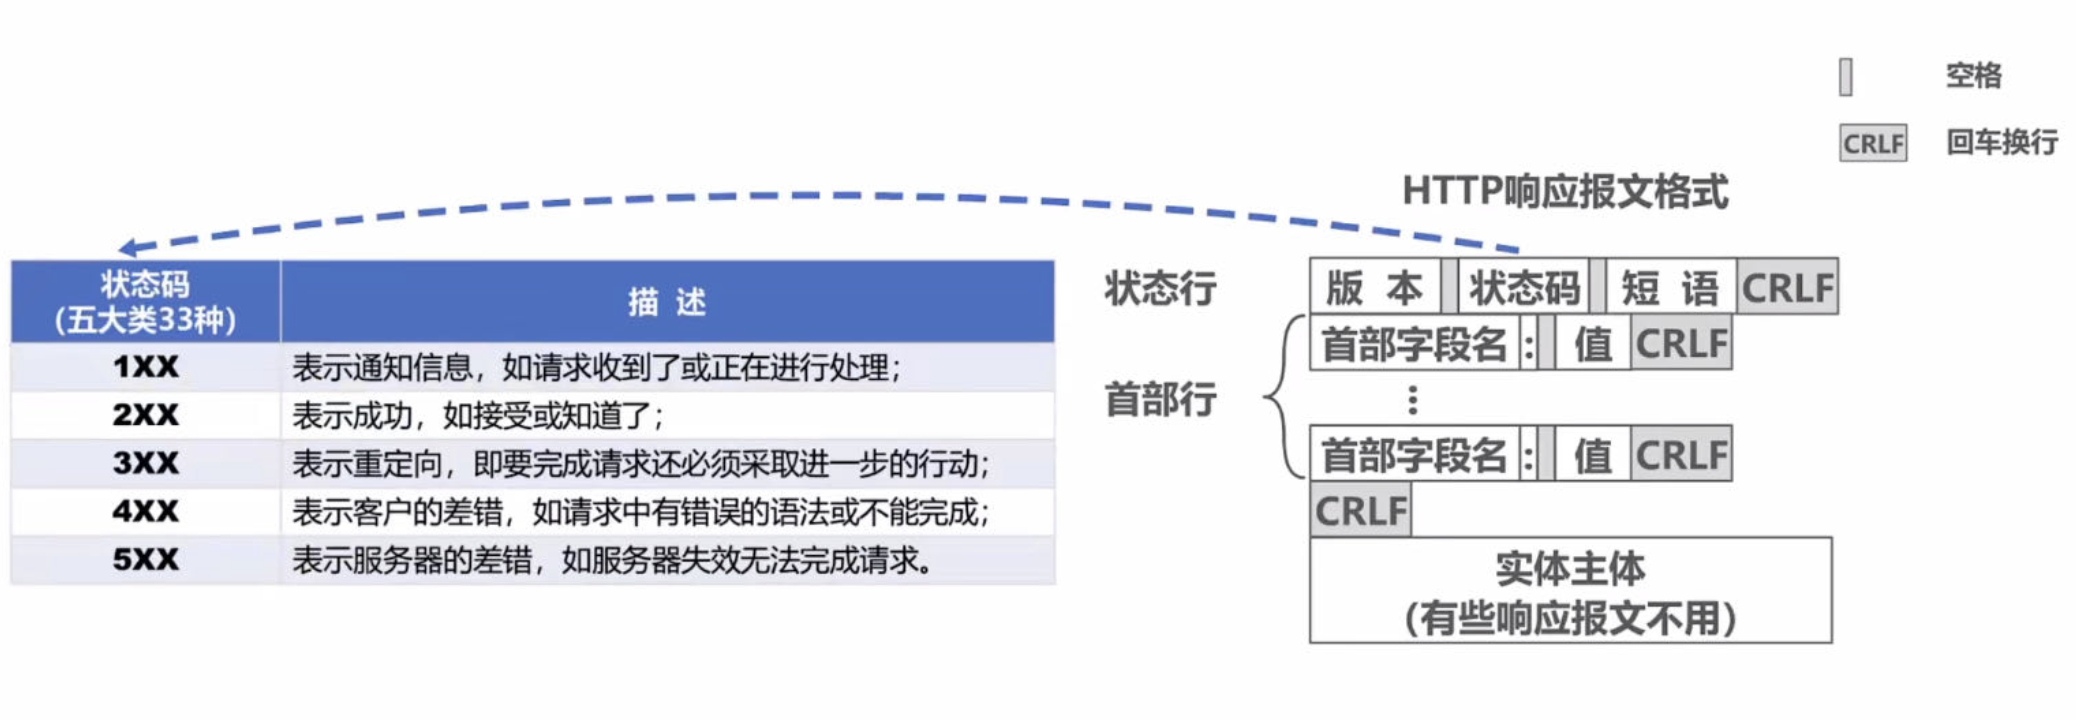 空格
CRLF 回车换行
HTTP响应报文格式
状态码
(五大类33种)
描 述
1XX 表示通知信息，如请求收到了或正在进行处理；
2XX 表示成功，如接受或知道了；
3XX 表示重定向，即要完成请求还必须采取进一步的行动；
4XX 表示客户的差错，如请求中有错误的语法或不能完成；
5XX 表示服务器的差错，如服务器失效无法完成请求。
状态行 版 本 状态码 短 语 CRLF
首部行
首部字段名 : 值 CRLF
⋮
首部字段名 : 值 CRLF
CRLF
实体主体
(有些响应报文不用)